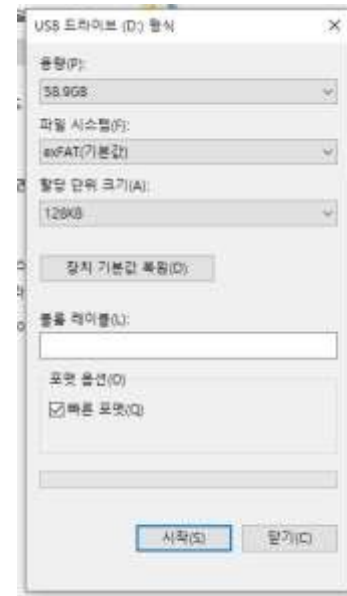 USB 드라이브 (D:) 형식
용량(P):
58.9GB
파일 시스템(F):
exFAT(기본값)
할당 단위 크기(A):
128KB
장치 기본값 복원(D)
볼륨 레이블(L):
포맷 옵션(O)
빠른 포맷(Q)
시작(S)
닫기(C)